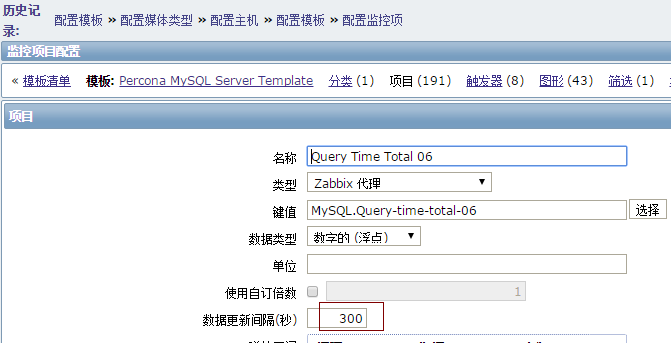 历史记录: 配置模板 » 配置媒体类型 » 配置主机 » 配置模板 » 配置监控项
监控项目配置
« 模板清单 模板: Percona MySQL Server Template 分类 (1) 项目 (191) 触发器 (8) 图形 (43) 筛选 (1)
项目
名称 Query Time Total 06
类型 Zabbix 代理
键值 MySQL.Query-time-total-06 选择
数据类型 数字的 (浮点)
单位
使用自订倍数 1
数据更新间隔(秒) 300